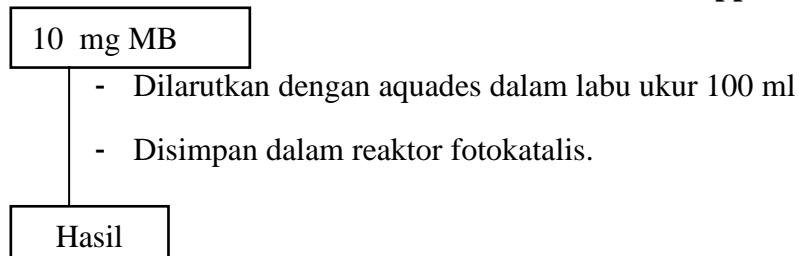 10 mg MB
- Dilarutkan dengan aquades dalam labu ukur 100 ml
- Disimpan dalam reaktor fotokatalis.
Hasil